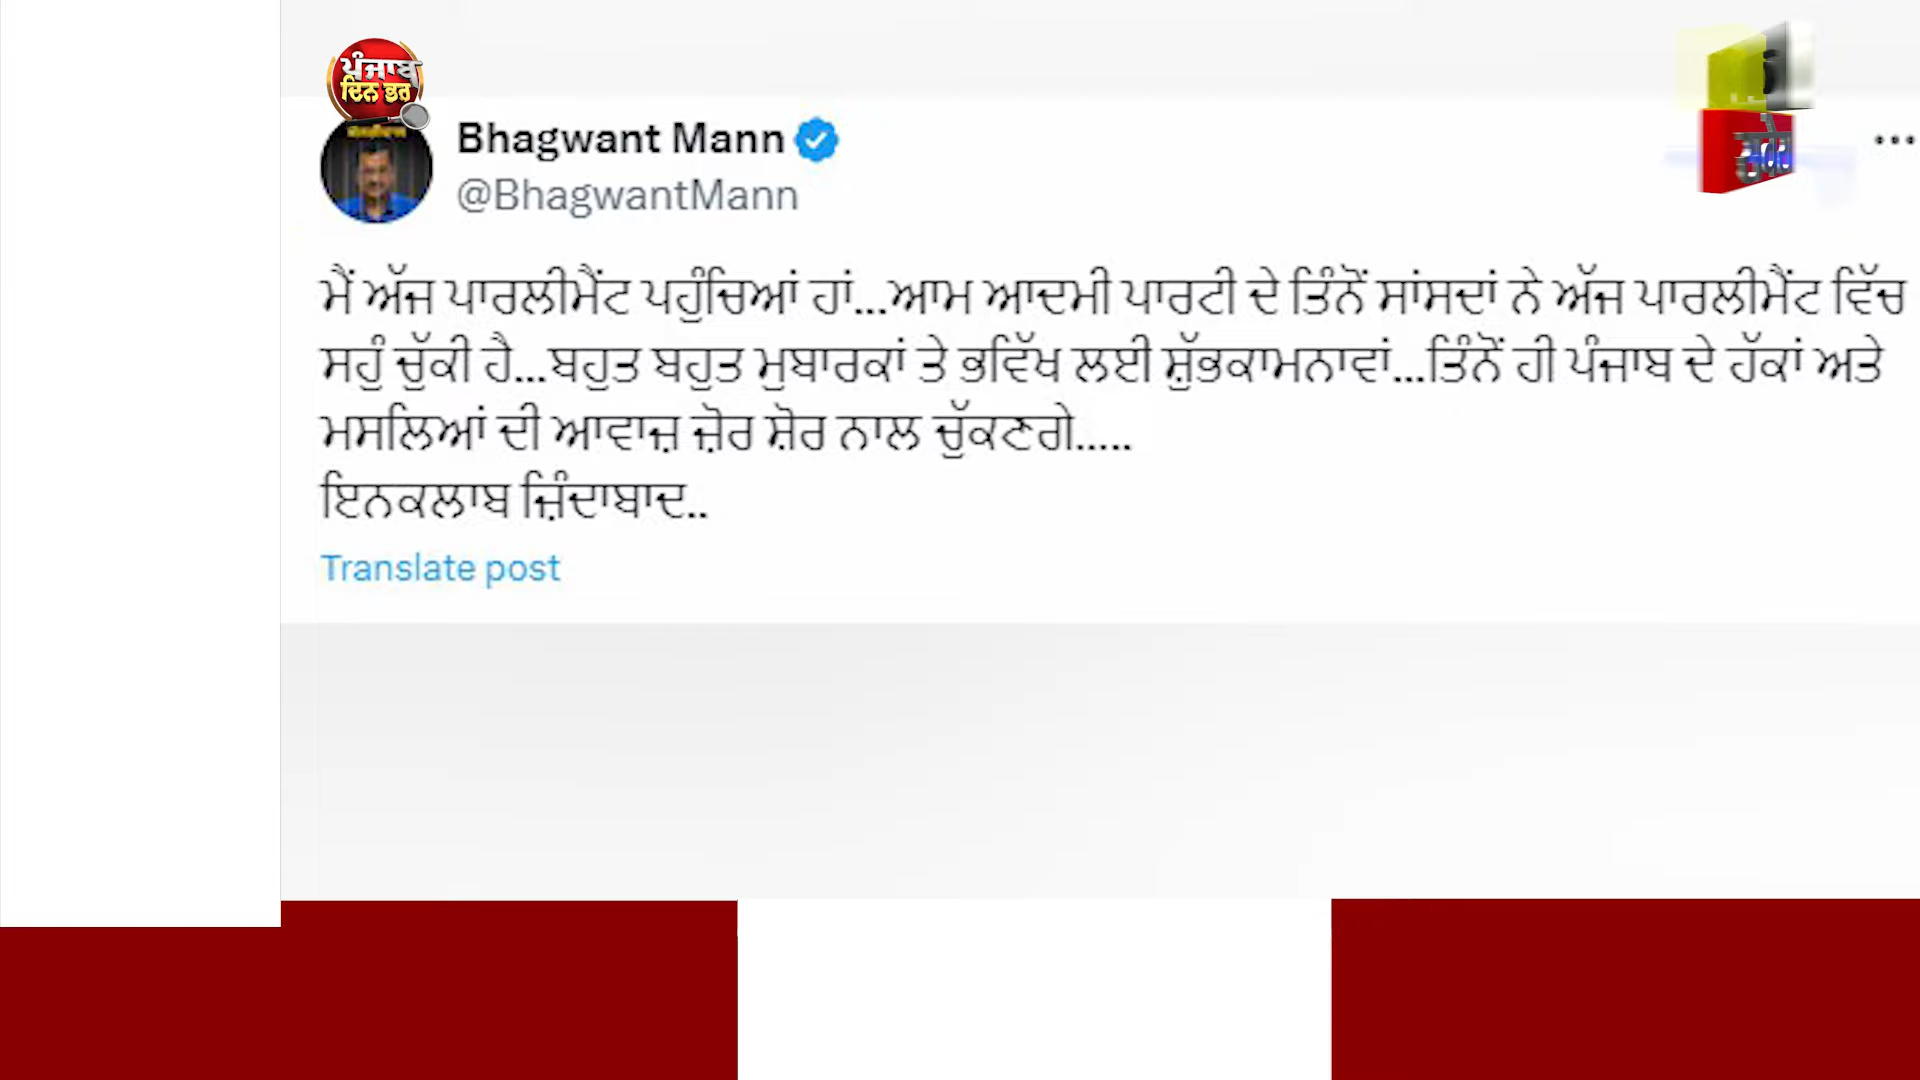 ਪੰਜਾਬ
ਦਿਨ ਭਰ
Bhagwant Mann
@BhagwantMann
ਮੈਂ ਅੱਜ ਪਾਰਲੀਮੈਂਟ ਪਹੁੰਚਿਆਂ ਹਾਂ...ਆਮ ਆਦਮੀ ਪਾਰਟੀ ਦੇ ਤਿੰਨੋਂ ਸਾਂਸਦਾਂ ਨੇ ਅੱਜ ਪਾਰਲੀਮੈਂਟ ਵਿੱਚ
ਸਹੁੰ ਚੁੱਕੀ ਹੈ...ਬਹੁਤ ਬਹੁਤ ਮੁਬਾਰਕਾਂ ਤੇ ਭਵਿੱਖ ਲਈ ਸ਼ੁੱਭਕਾਮਨਾਵਾਂ...ਤਿੰਨੋਂ ਹੀ ਪੰਜਾਬ ਦੇ ਹੱਕਾਂ ਅਤੇ
ਮਸਲਿਆਂ ਦੀ ਆਵਾਜ਼ ਜ਼ੋਰ ਸ਼ੋਰ ਨਾਲ ਚੁੱਕਣਗੇ.....
ਇਨਕਲਾਬ ਜ਼ਿੰਦਾਬਾਦ..
Translate post